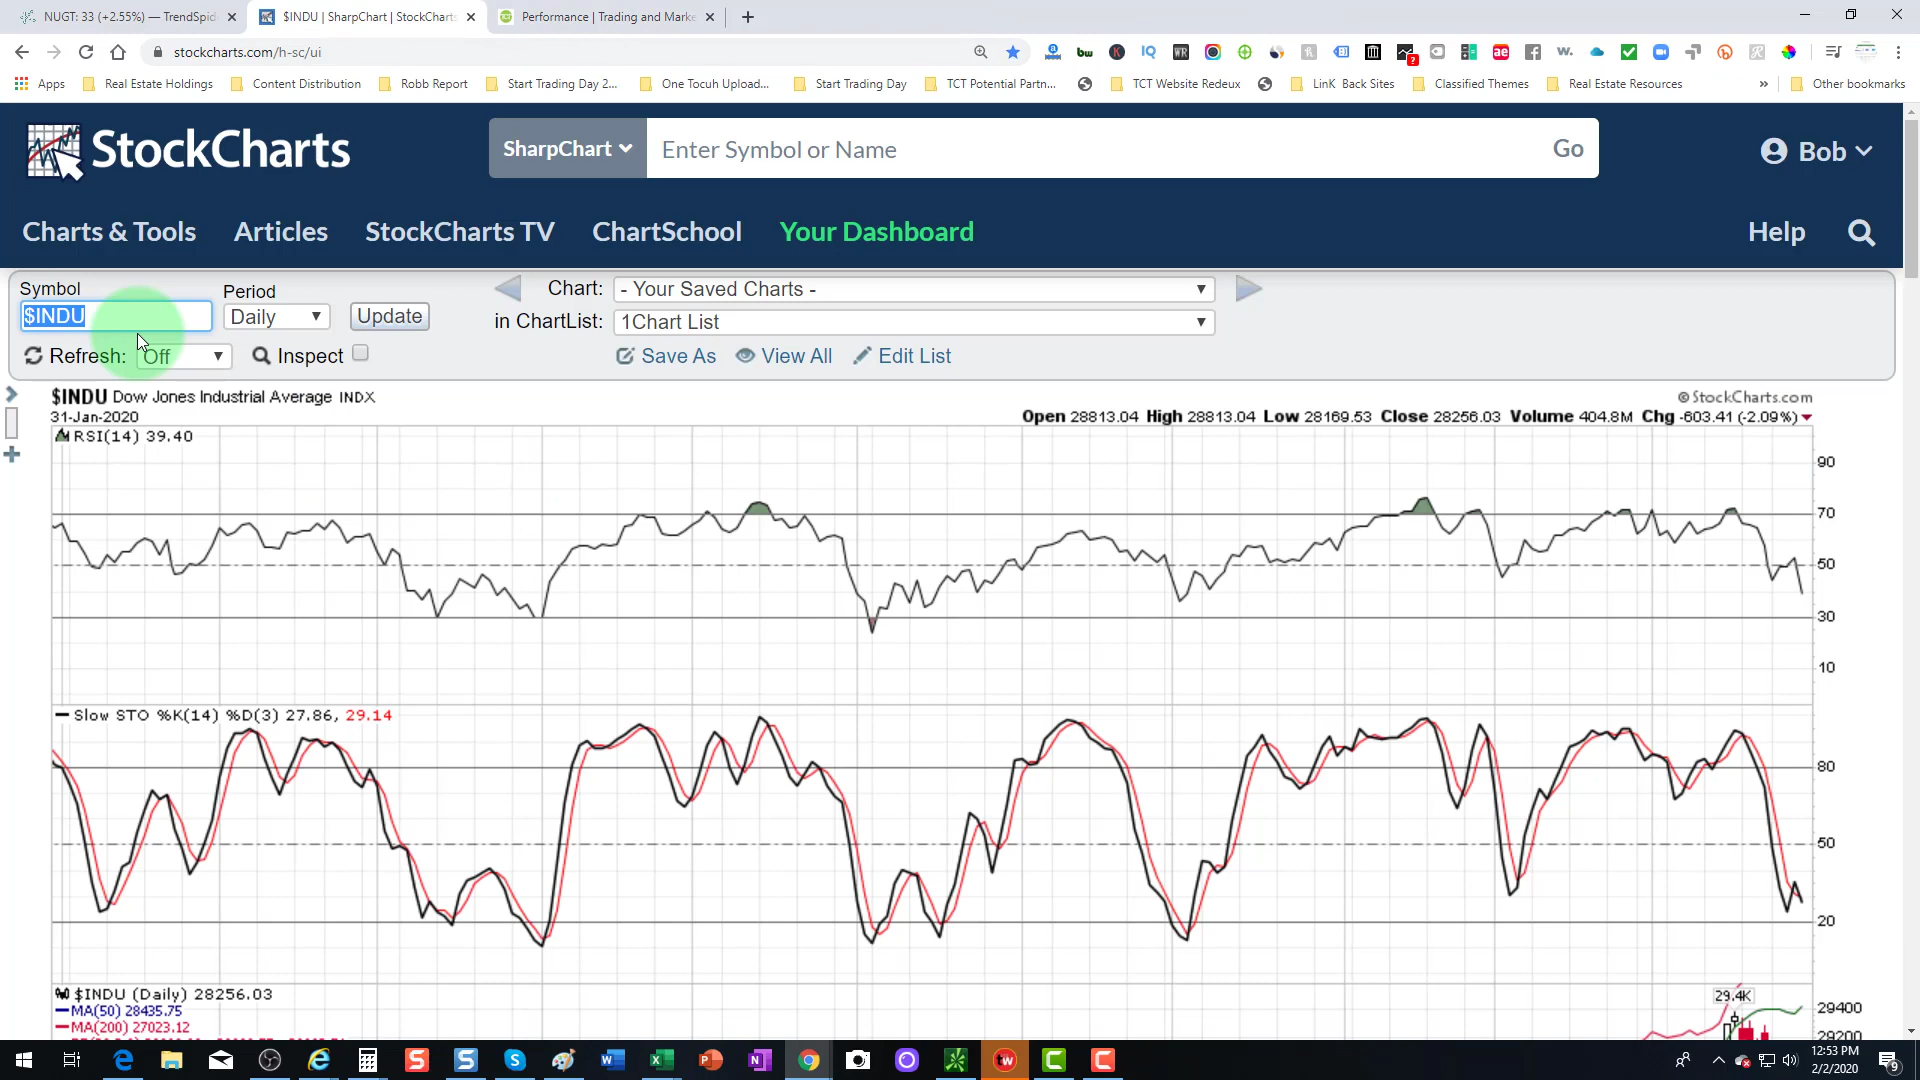 NUGT: 33 (+2.55%) — TrendSpid
$INDU | SharpChart | StockCharts
Performance | Trading and Marke
stockcharts.com/h-sc/ui
Apps Real Estate Holdings Content Distribution Robb Report Start Trading Day 2... One Tocuh Upload... Start Trading Day TCT Potential Partn... TCT Website Redeux LinK Back Sites Classified Themes Real Estate Resources » Other bookmarks
StockCharts
SharpChart
Enter Symbol or Name
Go
Bob
Charts & Tools Articles StockCharts TV ChartSchool Your Dashboard Help
Symbol Period
$INDU Daily Update
Chart: - Your Saved Charts -
in ChartList: 1Chart List
Refresh: Off Inspect
Save As View All Edit List
$INDU Dow Jones Industrial Average INDX
© StockCharts.com
31-Jan-2020
Open 28813.04 High 28813.04 Low 28169.53 Close 28256.03 Volume 404.8M Chg -603.41 (-2.09%)
RSI(14) 39.40
90
70
50
30
10
Slow STO %K(14) %D(3) 27.86, 29.14
80
50
20
$INDU (Daily) 28256.03
MA(50) 28435.75
MA(200) 27023.12
29.4K
29400
29200
12:53 PM
2/2/2020
9